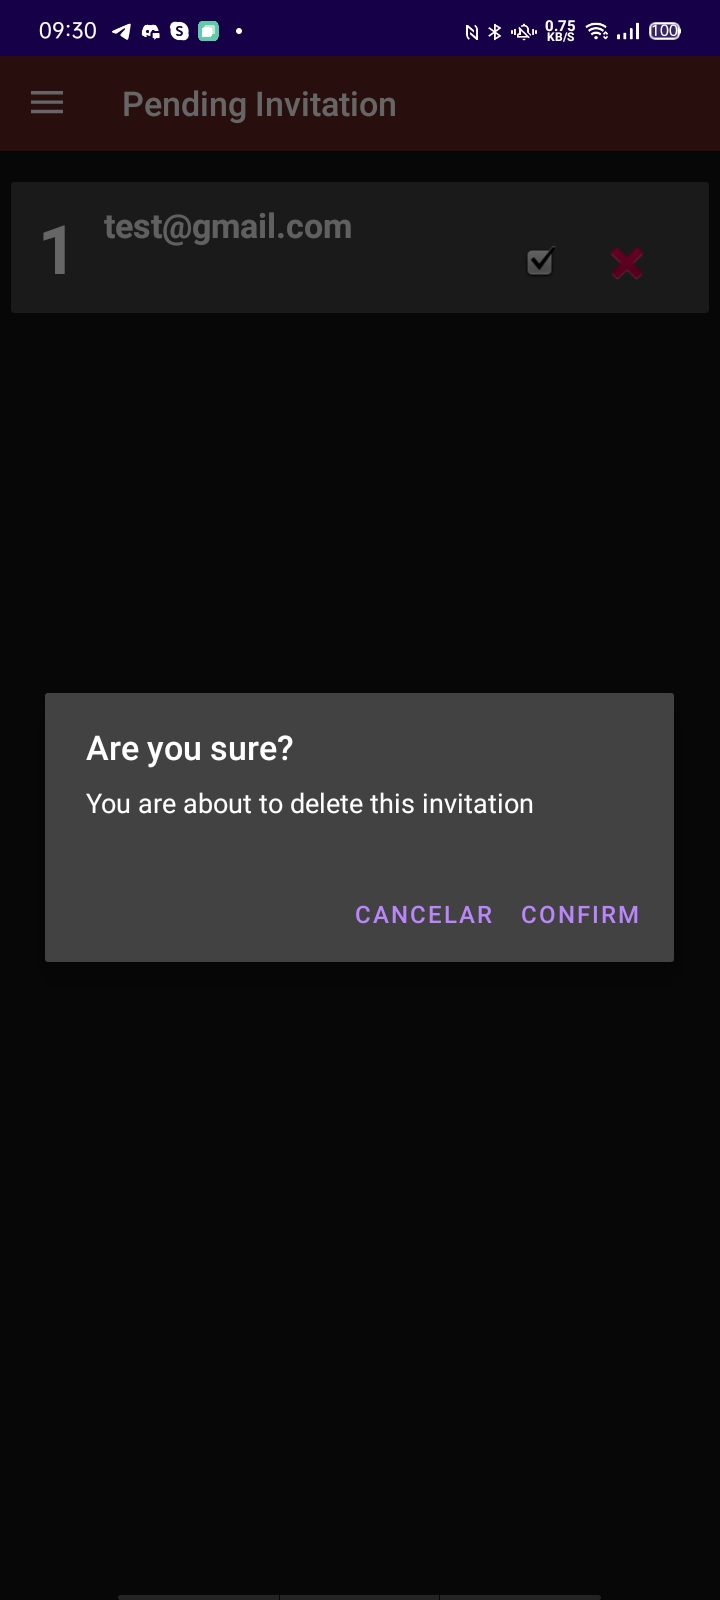 09:30 0.75 KB/S 100
Pending Invitation
1 test@gmail.com
Are you sure?
You are about to delete this invitation
CANCELAR CONFIRM